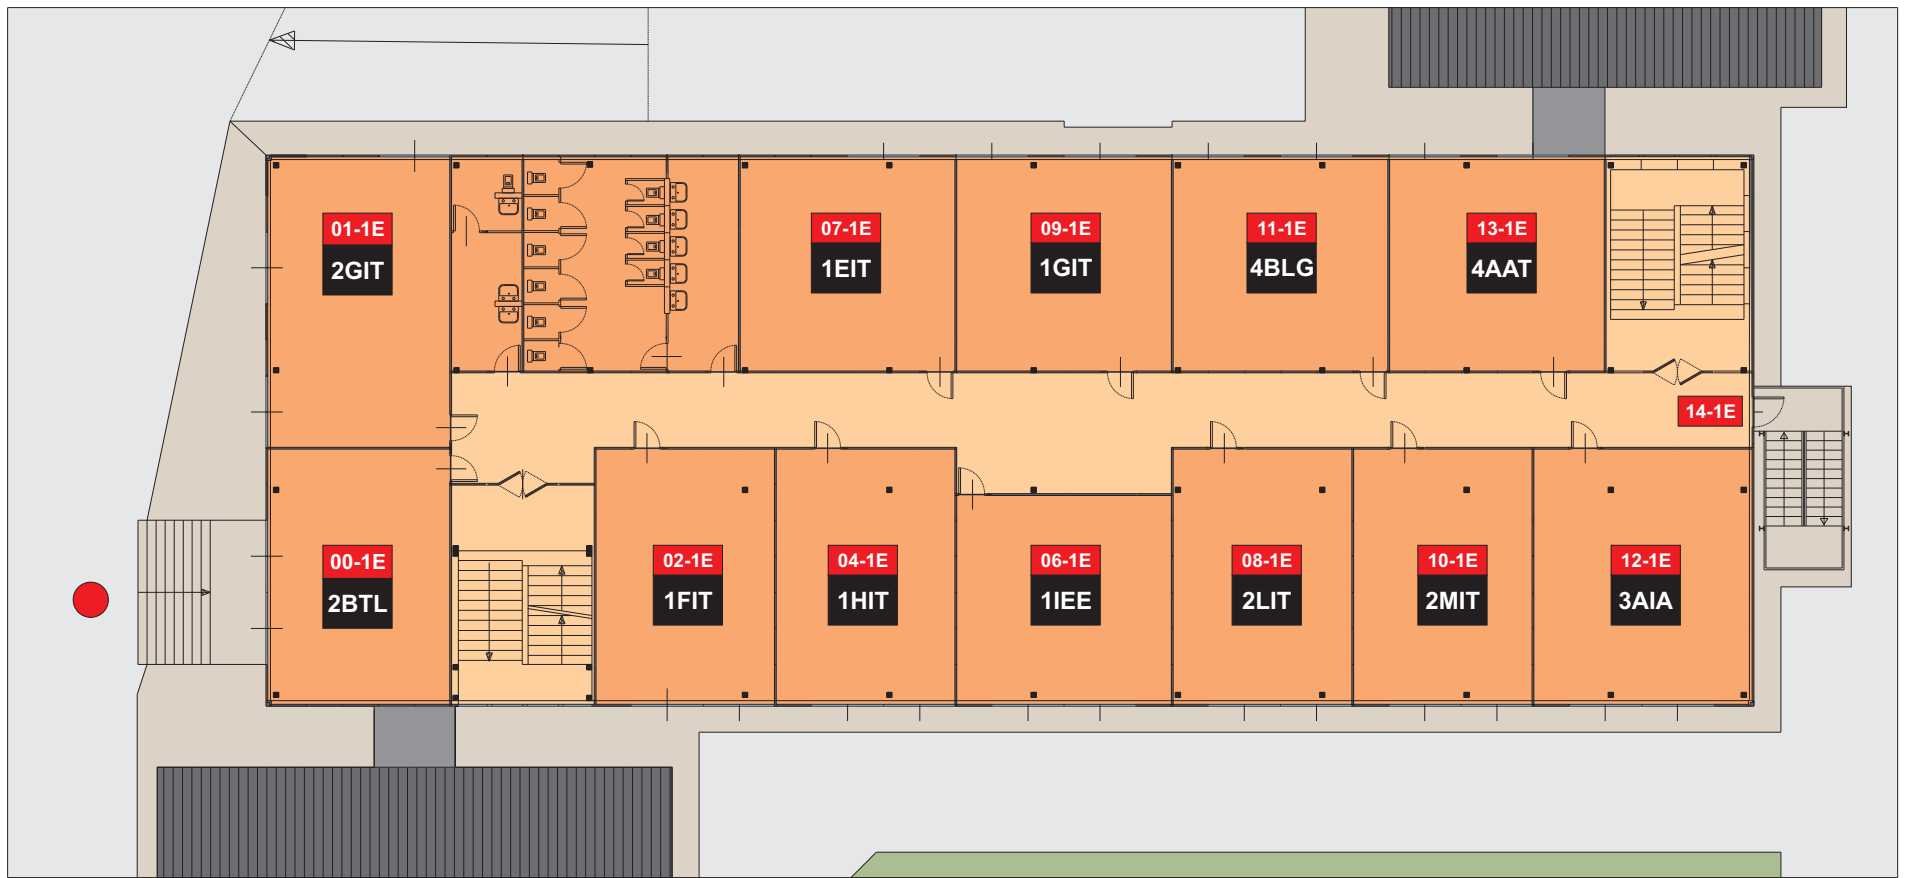 01-1E
2GIT
07-1E
1EIT
09-1E
1GIT
11-1E
4BLG
13-1E
4AAT
14-1E
00-1E
2BTL
02-1E
1FIT
04-1E
1HIT
06-1E
1IEE
08-1E
2LIT
10-1E
2MIT
12-1E
3AIA